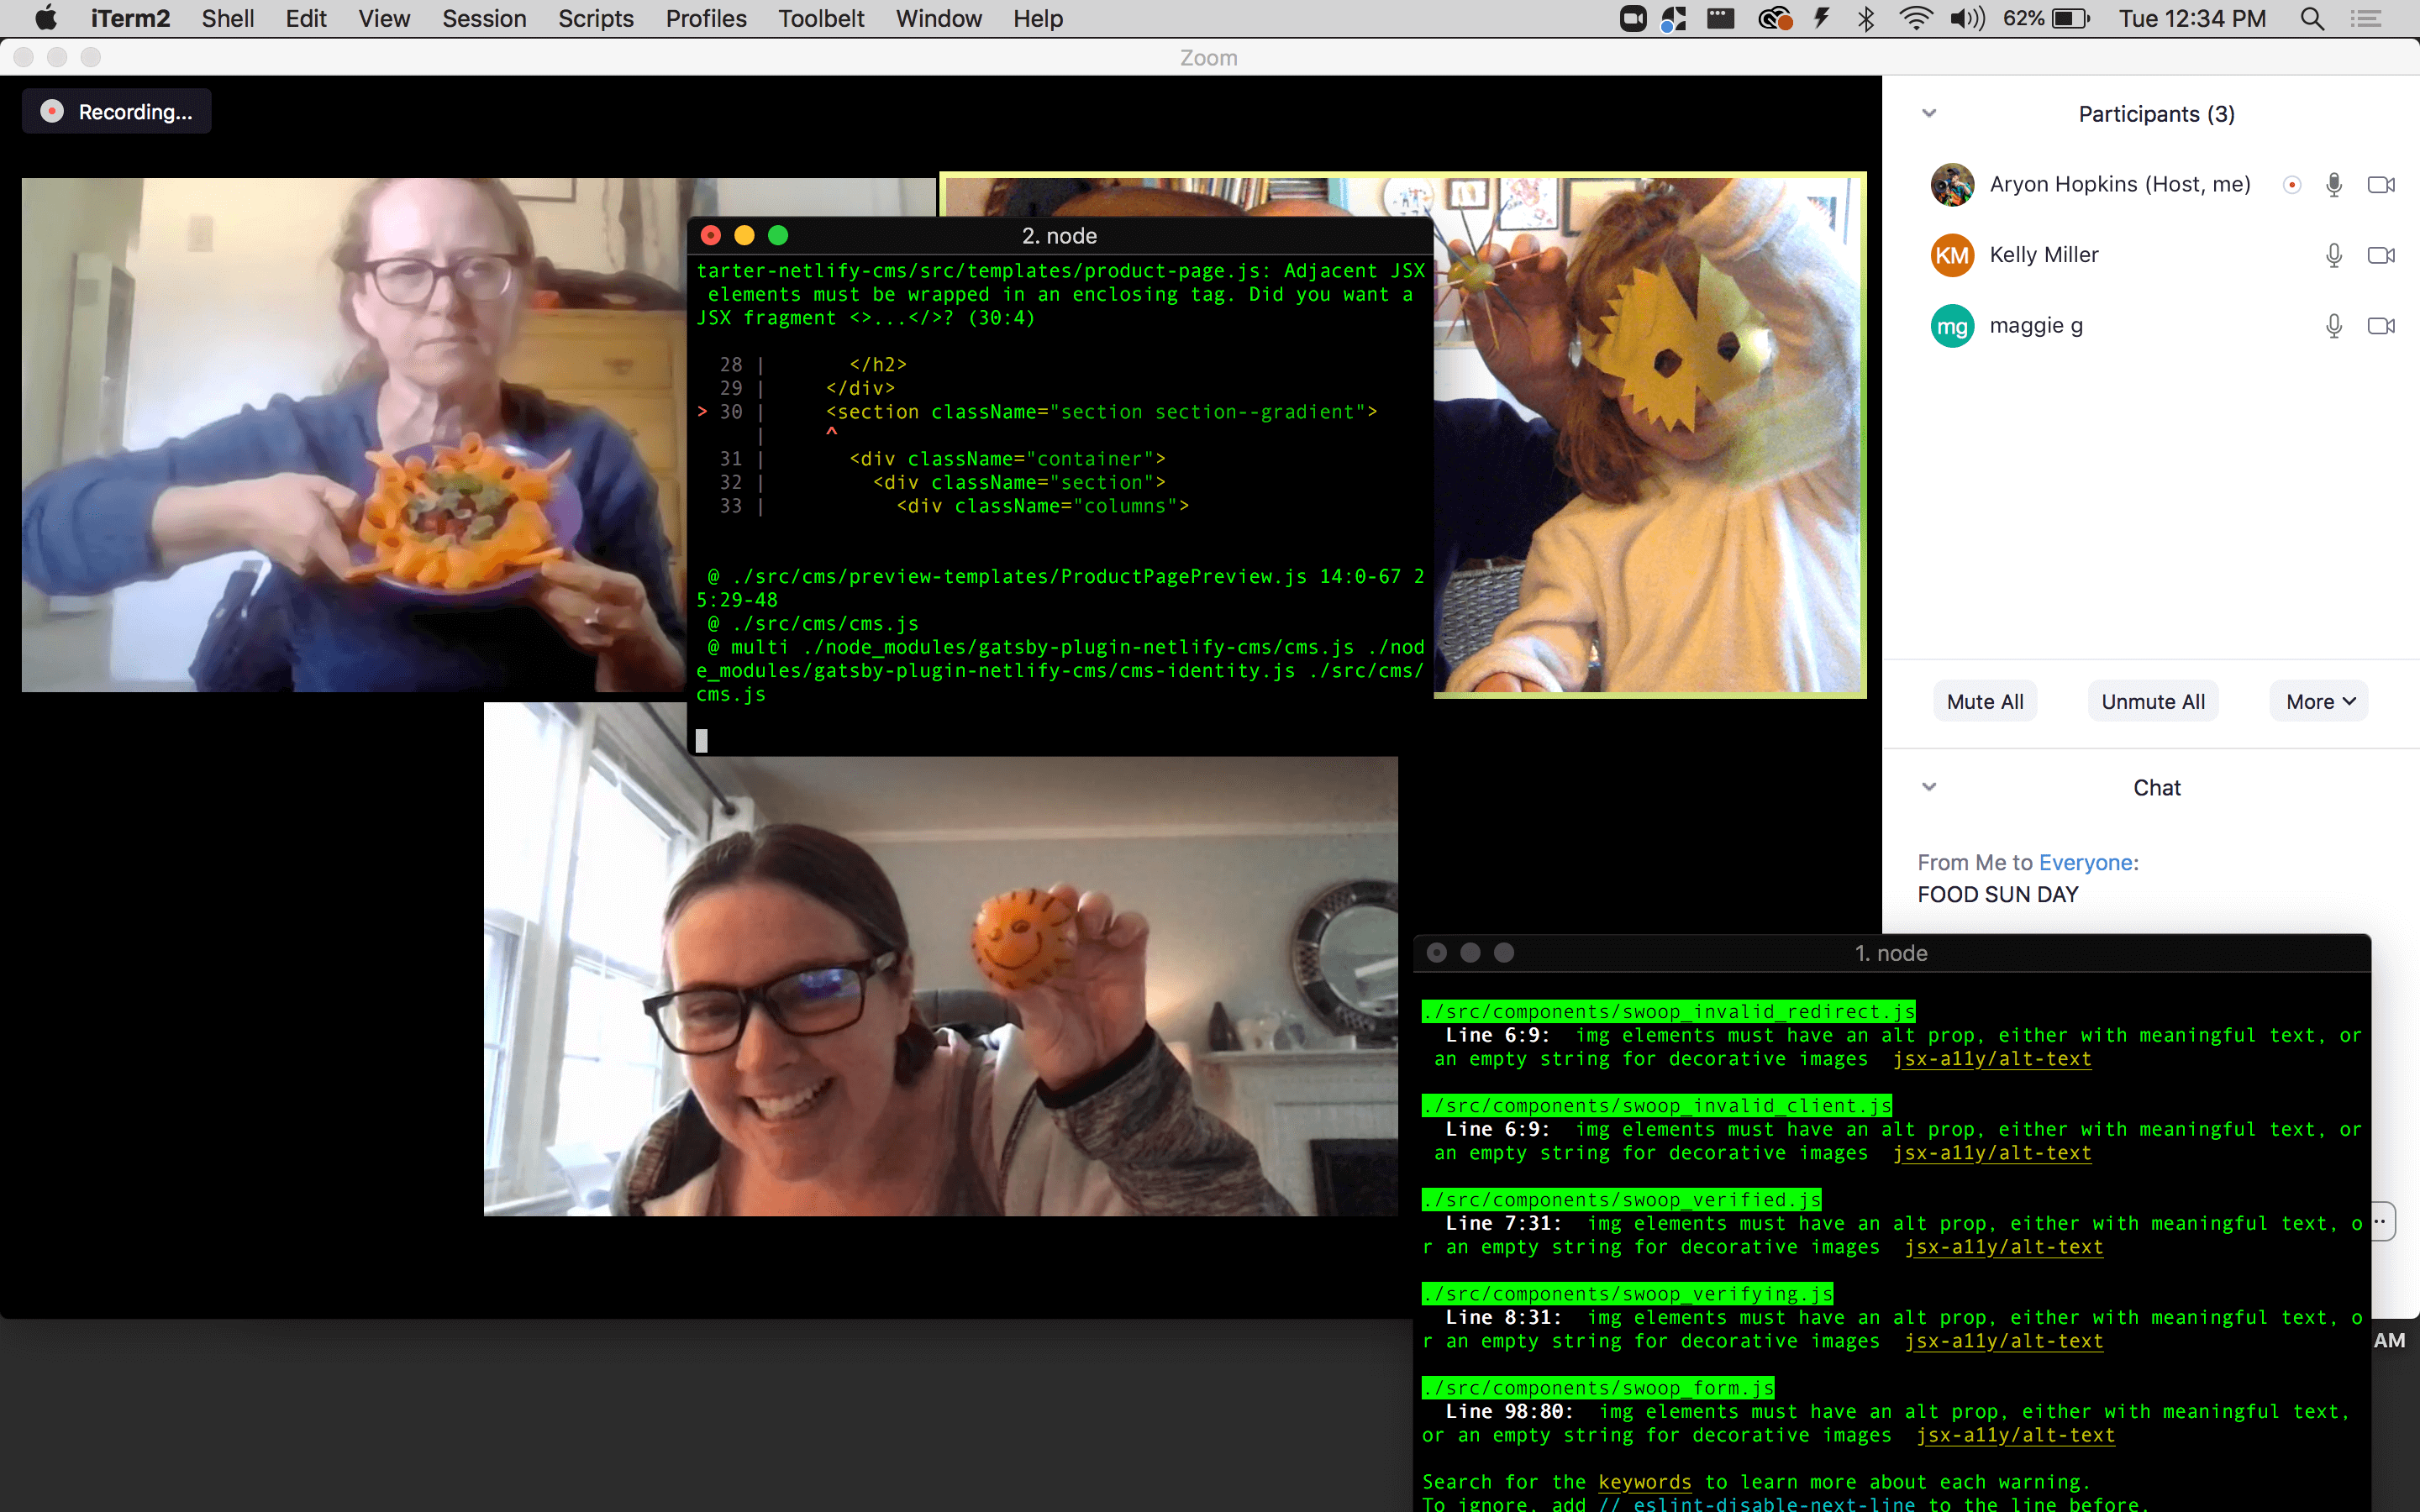 iTerm2 Shell Edit View Session Scripts Profiles Toolbelt Window Help 62% Tue 12:34 PM
Zoom
Recording...
Participants (3)
Aryon Hopkins (Host, me)
KM Kelly Miller
mg maggie g
Mute All Unmute All More
Chat
From Me to Everyone:
FOOD SUN DAY
2. node
tarter-netlify-cms/src/templates/product-page.js: Adjacent JSX
elements must be wrapped in an enclosing tag. Did you want a
JSX fragment <>...</>? (30:4)
28 | </h2>
29 | </div>
> 30 | <section className="section section--gradient">
| ^
31 | <div className="container">
32 | <div className="section">
33 | <div className="columns">
@ ./src/cms/preview-templates/ProductPagePreview.js 14:0-67 2
5:29-48
@ ./src/cms/cms.js
@ multi ./node_modules/gatsby-plugin-netlify-cms/cms.js ./nod
e_modules/gatsby-plugin-netlify-cms/cms-identity.js ./src/cms/
cms.js
1. node
./src/components/swoop_invalid_redirect.js
Line 6:9: img elements must have an alt prop, either with meaningful text, or
an empty string for decorative images jsx-a11y/alt-text
./src/components/swoop_invalid_client.js
Line 6:9: img elements must have an alt prop, either with meaningful text, or
an empty string for decorative images jsx-a11y/alt-text
./src/components/swoop_verified.js
Line 7:31: img elements must have an alt prop, either with meaningful text, o
r an empty string for decorative images jsx-a11y/alt-text
./src/components/swoop_verifying.js
Line 8:31: img elements must have an alt prop, either with meaningful text, o
r an empty string for decorative images jsx-a11y/alt-text
./src/components/swoop_form.js
Line 98:80: img elements must have an alt prop, either with meaningful text,
or an empty string for decorative images jsx-a11y/alt-text
Search for the keywords to learn more about each warning.
To ignore, add // eslint-disable-next-line to the line before.
AM